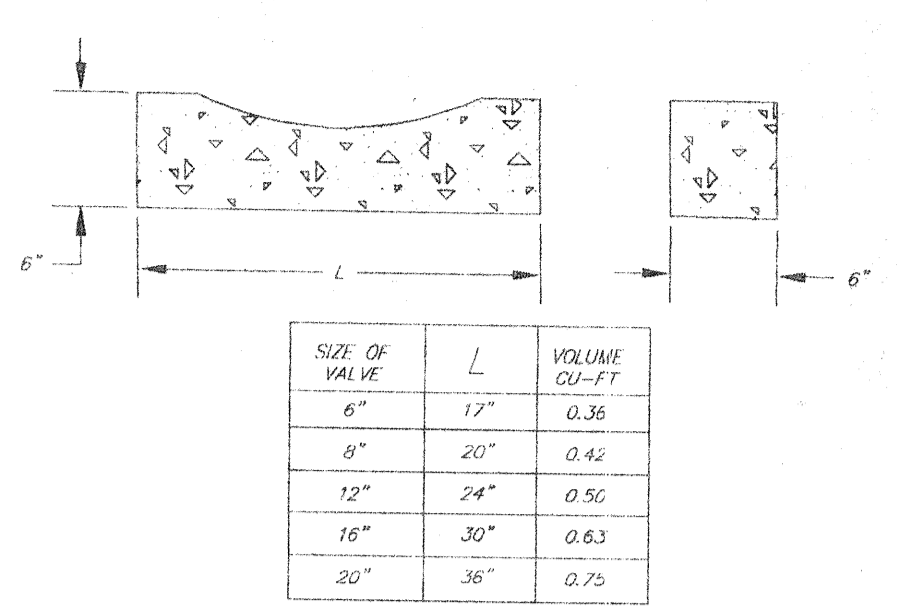 6"
L
6"
SIZE OF
VALVE
L
VOLUME
CU-FT
6" 17" 0.36
8" 20" 0.42
12" 24" 0.50
16" 30" 0.63
20" 36" 0.75